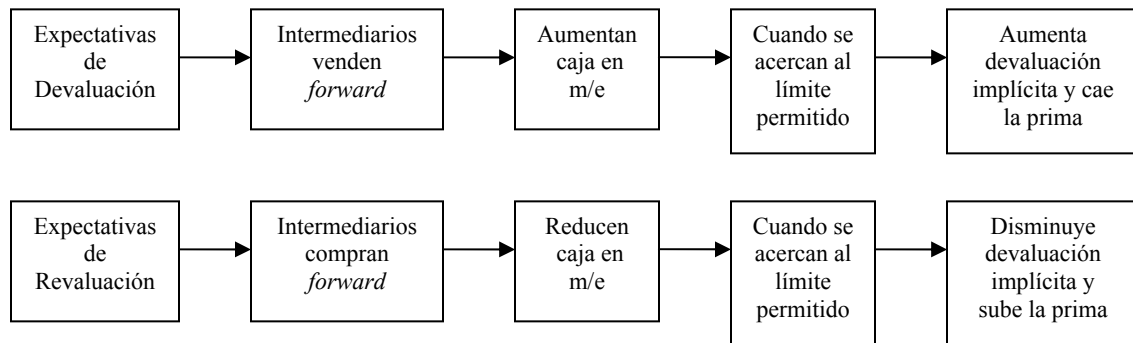 Expectativas
de
Devaluación
Intermediarios
venden
forward
Aumentan
caja en
m/e
Cuando se
acercan al
límite
permitido
Aumenta
devaluación
implícita y cae
la prima
Expectativas
de
Revaluación
Intermediarios
compran
forward
Reducen
caja en
m/e
Cuando se
acercan al
límite
permitido
Disminuye
devaluación
implícita y
sube la prima